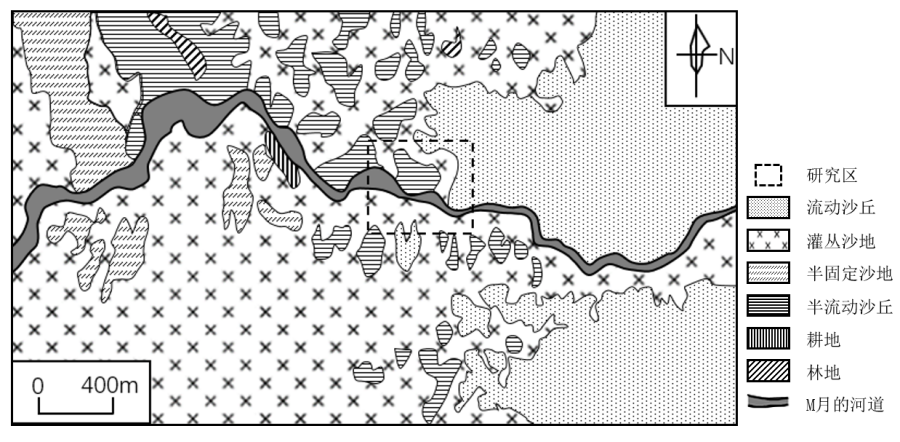 N
研究区
流动沙丘
灌丛沙地
半固定沙地
半流动沙丘
耕地
林地
M月的河道
0 400m